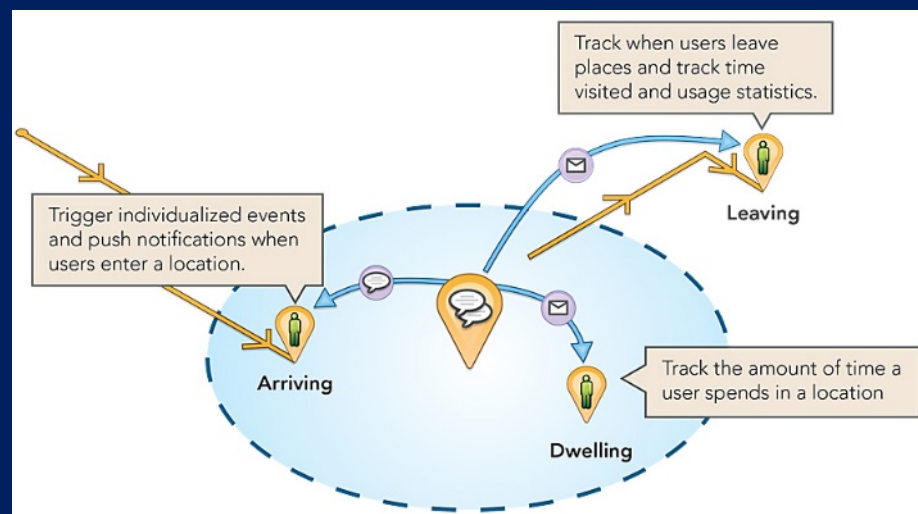 Track when users leave
places and track time
visited and usage statistics.
Leaving
Trigger individualized events
and push notifications when
users enter a location.
Arriving
Track the amount of time a
user spends in a location
Dwelling